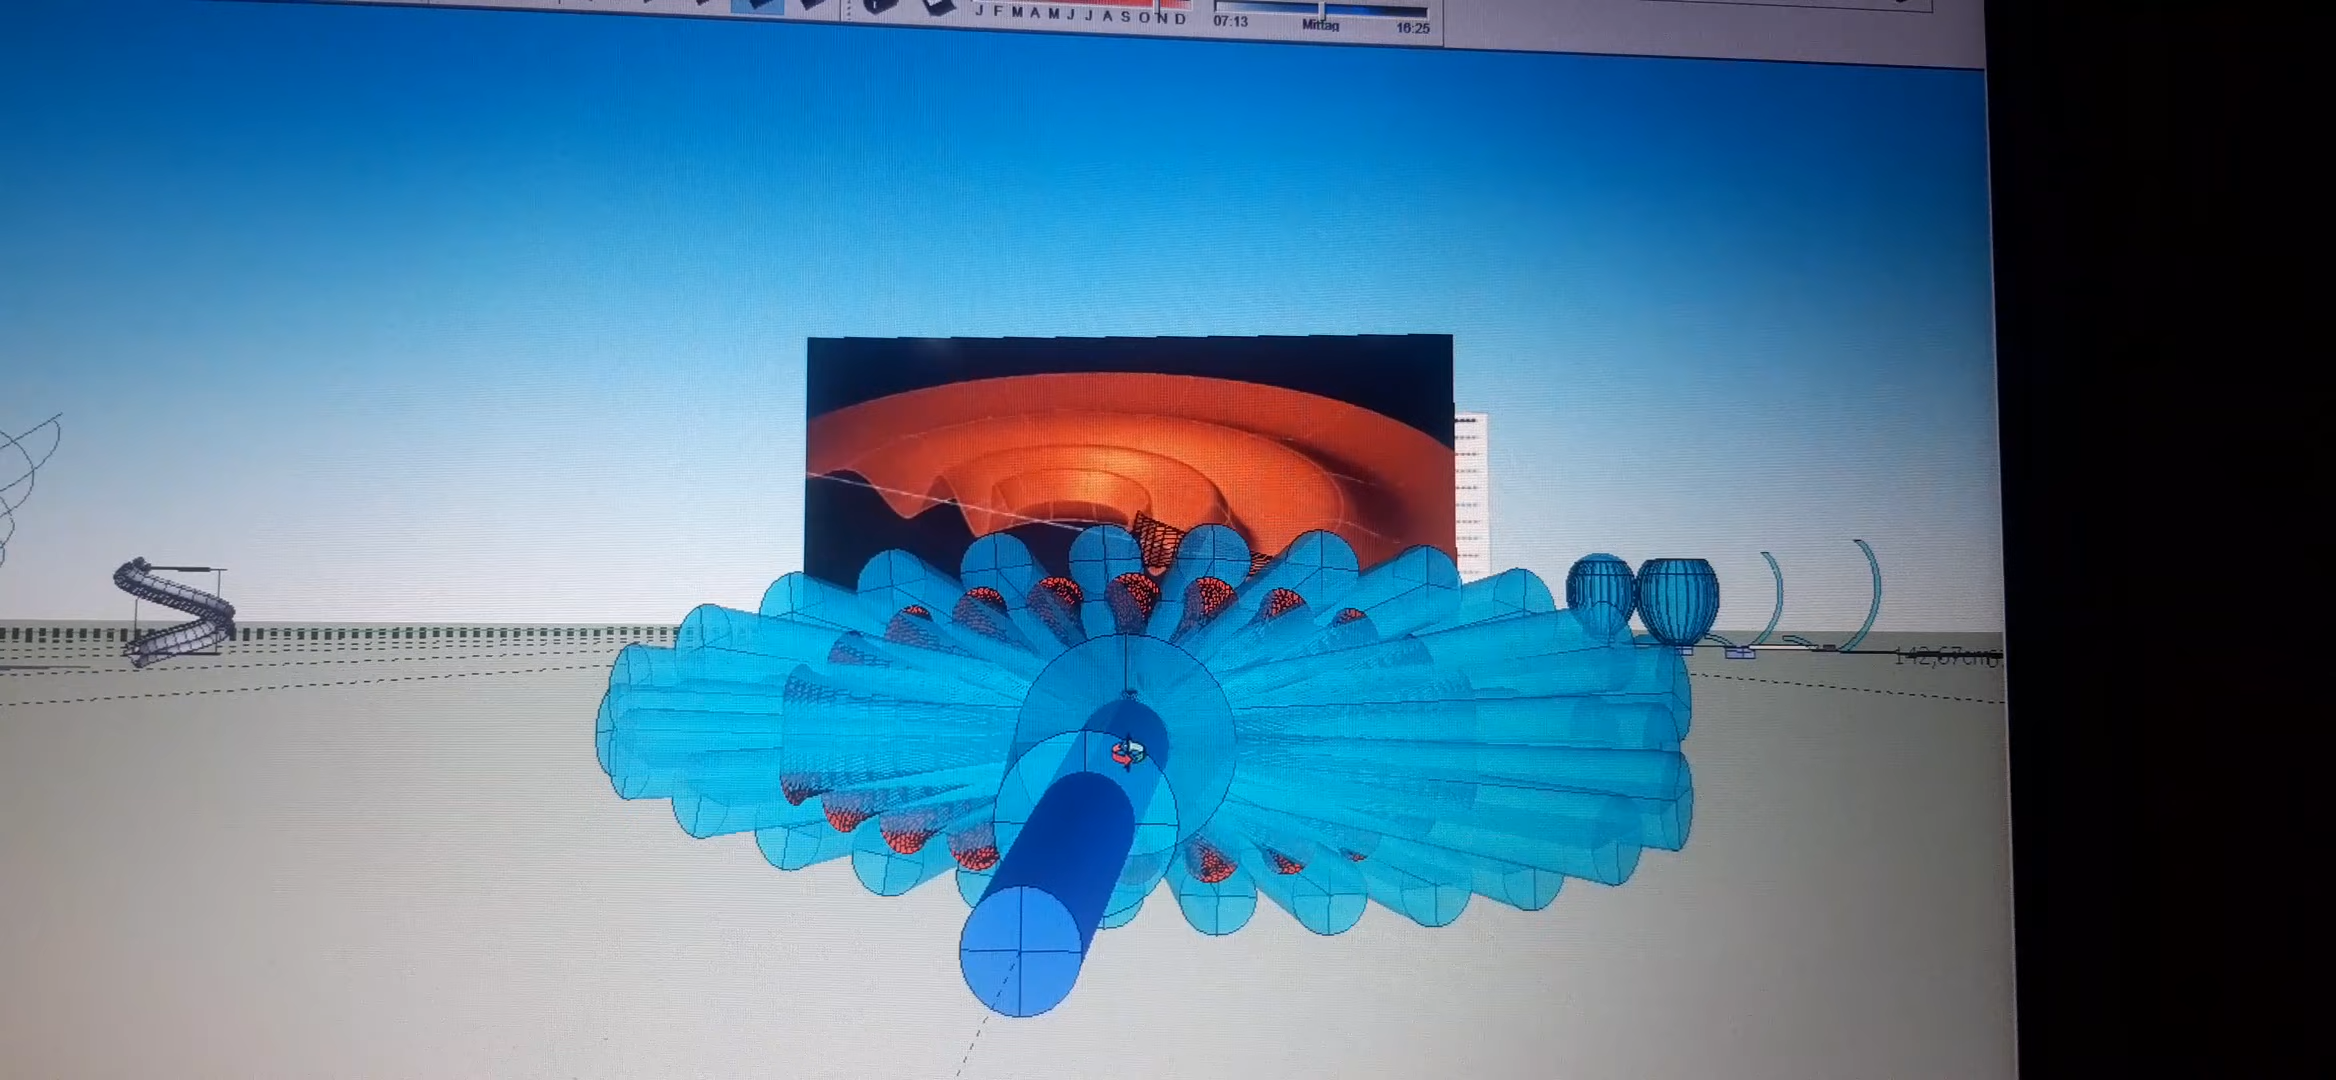 J F M A M J J A S O N D
07:13 Mittag 16:25
142,67cm